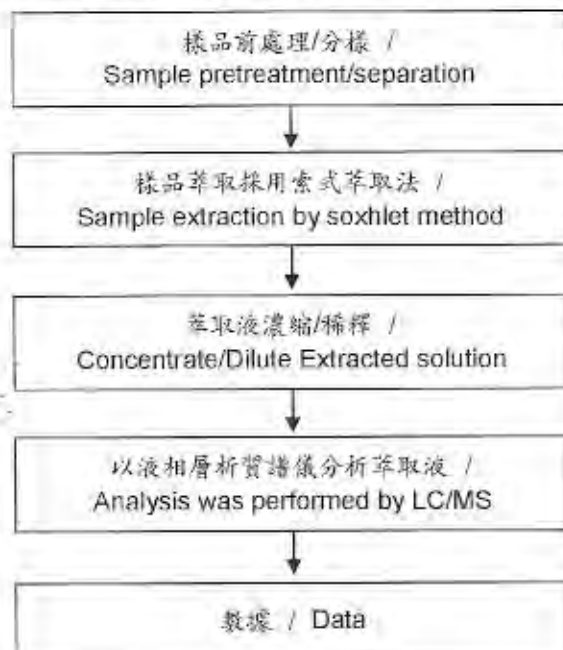 樣品前處理/分樣 /
Sample pretreatment/separation
樣品萃取採用索式萃取法 /
Sample extraction by soxhlet method
萃取液濃縮/稀釋 /
Concentrate/Dilute Extracted solution
以液相層析質譜儀分析萃取液 /
Analysis was performed by LC/MS
數據 / Data